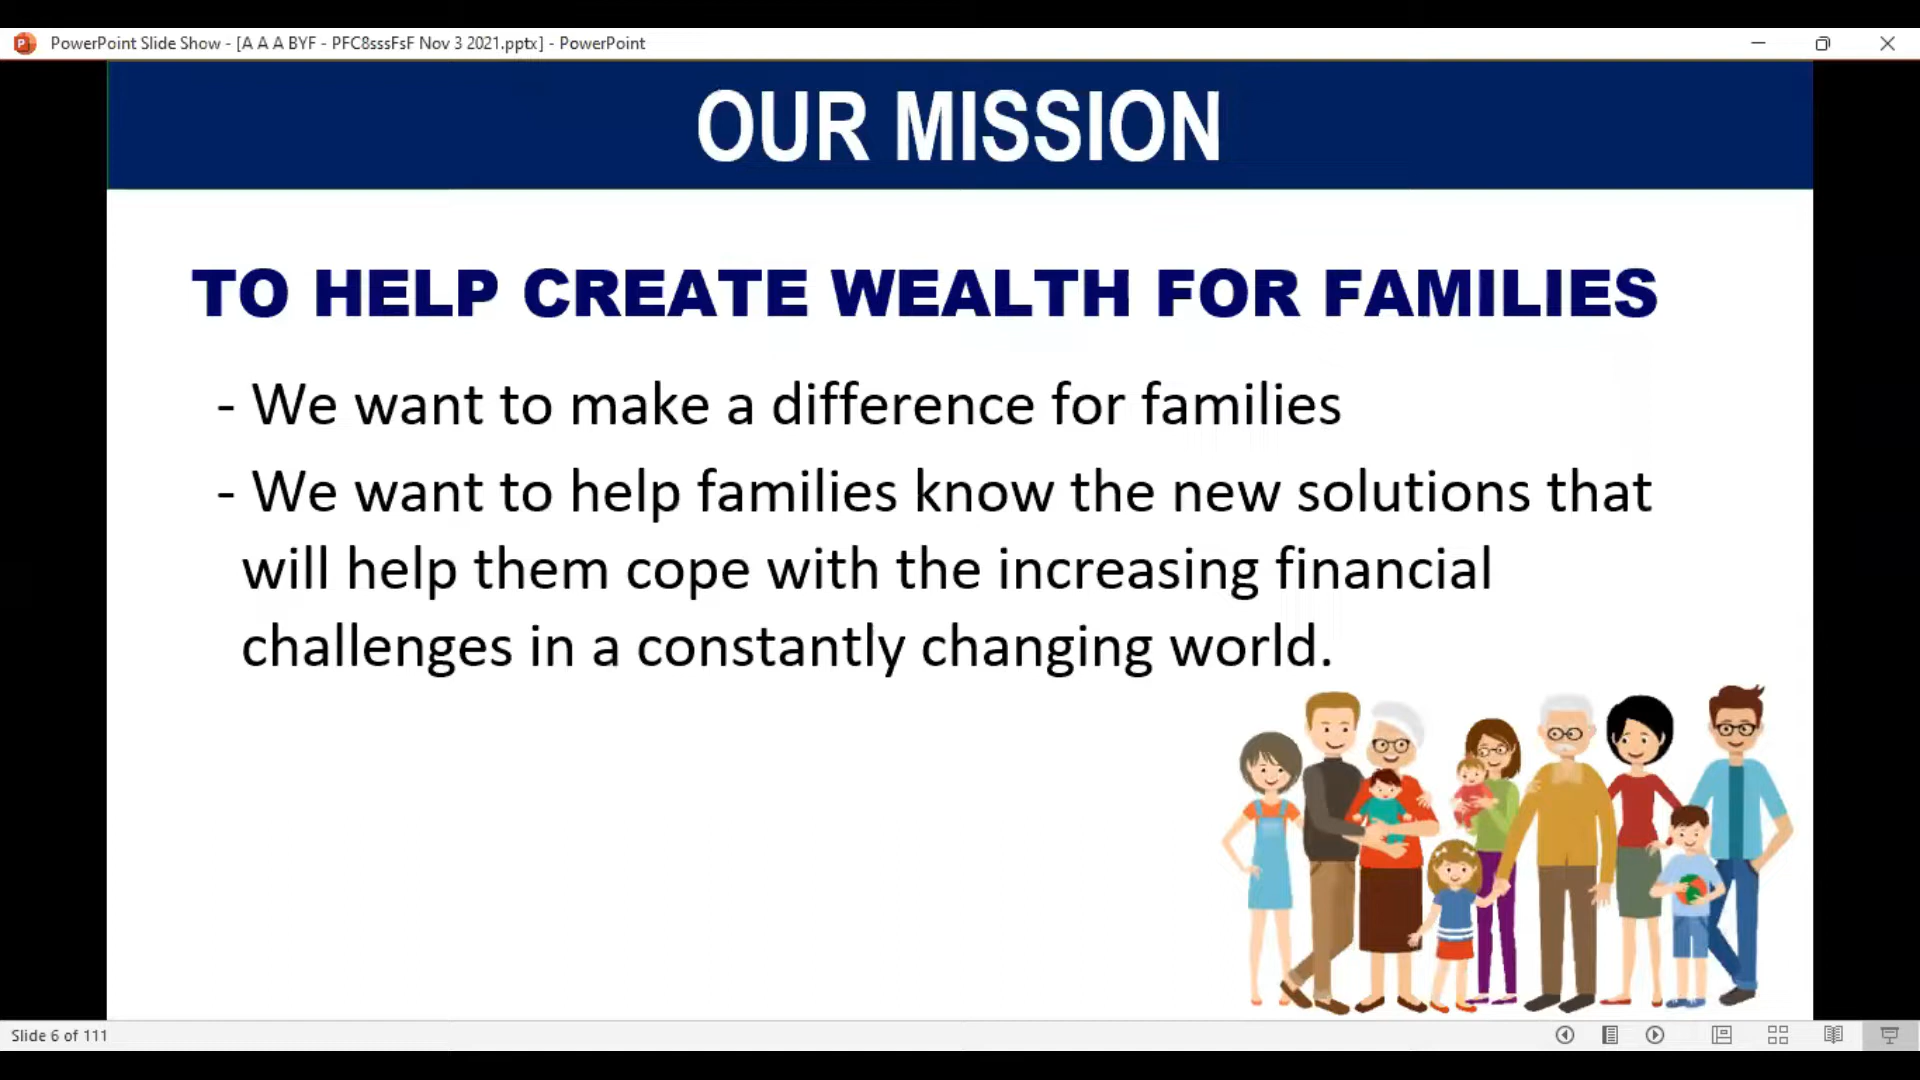 PowerPoint Slide Show - [A A A BYF - PFC8sssFsF Nov 3 2021.pptx] - PowerPoint
OUR MISSION
TO HELP CREATE WEALTH FOR FAMILIES
- We want to make a difference for families
- We want to help families know the new solutions that
will help them cope with the increasing financial
challenges in a constantly changing world.
Slide 6 of 111